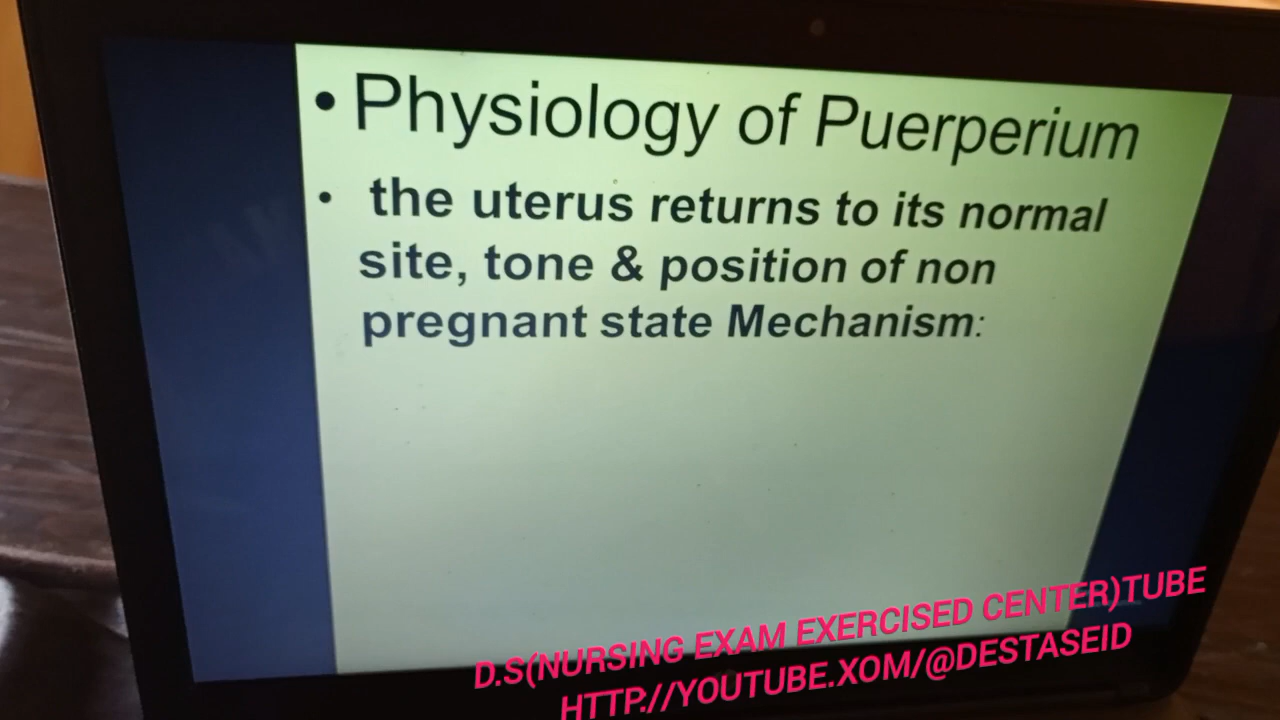 • Physiology of Puerperium
• the uterus returns to its normal
site, tone & position of non
pregnant state Mechanism:
D.S(NURSING EXAM EXERCISED CENTER)TUBE
HTTP.//YOUTUBE.XOM/@DESTASEID